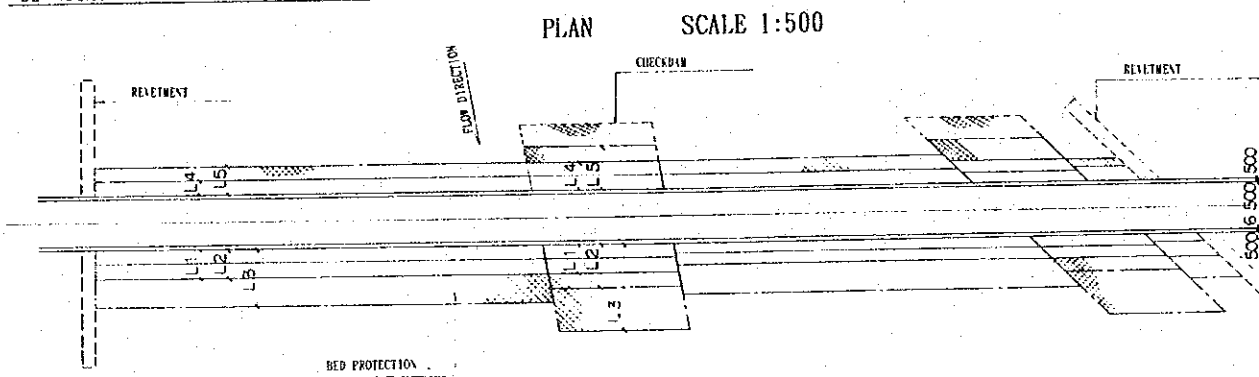 PLAN SCALE 1:500
FLOW DIRECTION
CHECKDAM
REVETMENT
REVETMENT
L4
L5
L4
L5
L1
L2
L3
L1
L2
L3
500
6 500
500
BED PROTECTION